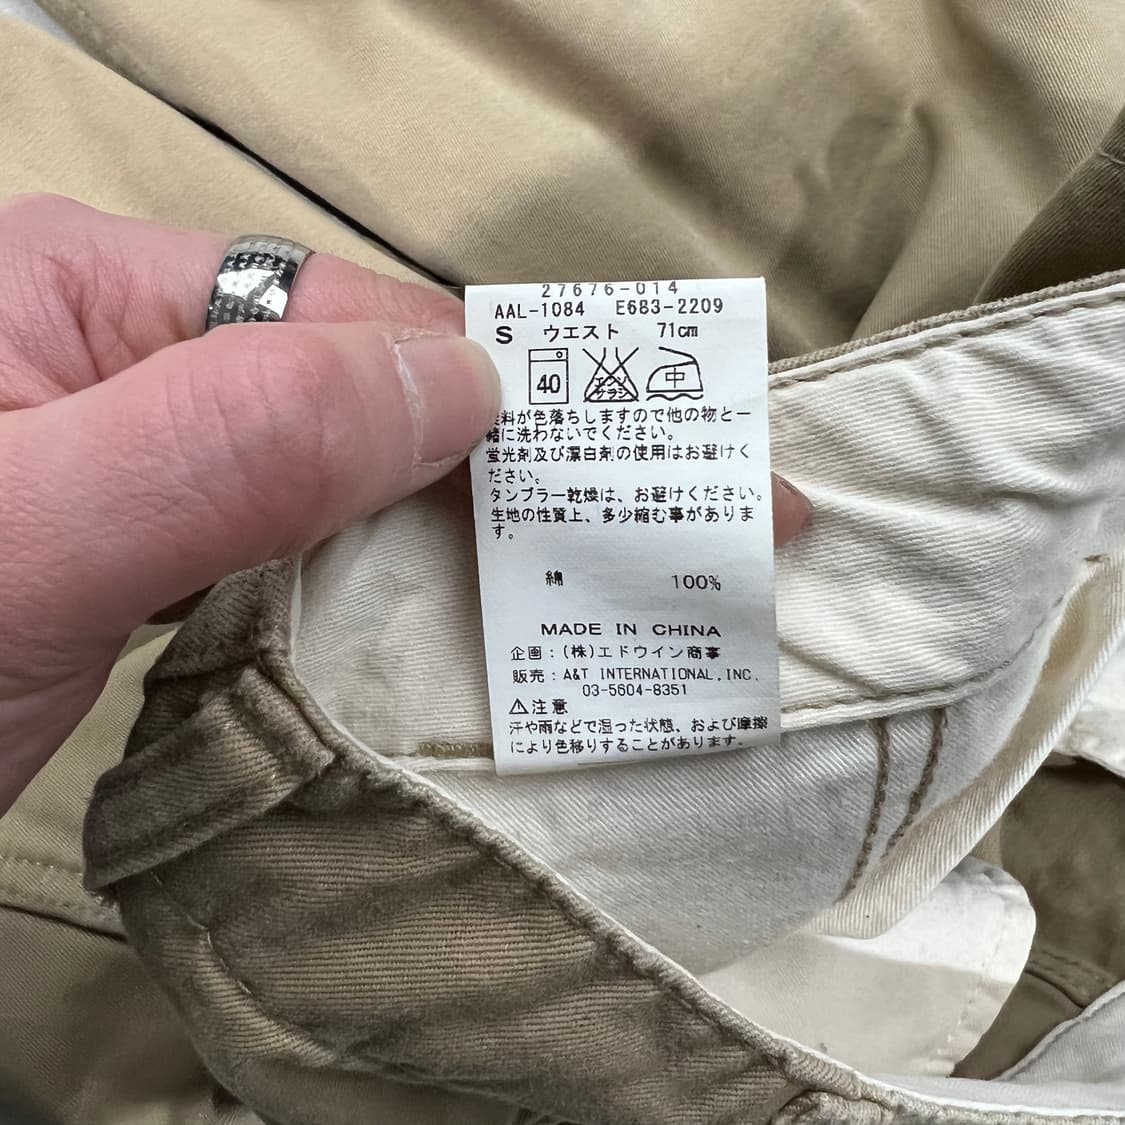 27676-014
AAL-1084 E683-2209
S ウエスト 71cm
40 エンソ サラシ 中
料が色落ちしますので他の物と一
緒に洗わないでください。
蛍光剤及び漂白剤の使用はお避けく
ださい。
タンブラー乾燥は、お避けください。
生地の性質上、多少縮む事がありま
す。
綿 100%
MADE IN CHINA
企画:(株)エドウイン商事
販売:A&T INTERNATIONAL,INC.
03-5604-8351
⚠注意
汗や雨などで湿った状態、および摩擦
により色移りすることがあります。